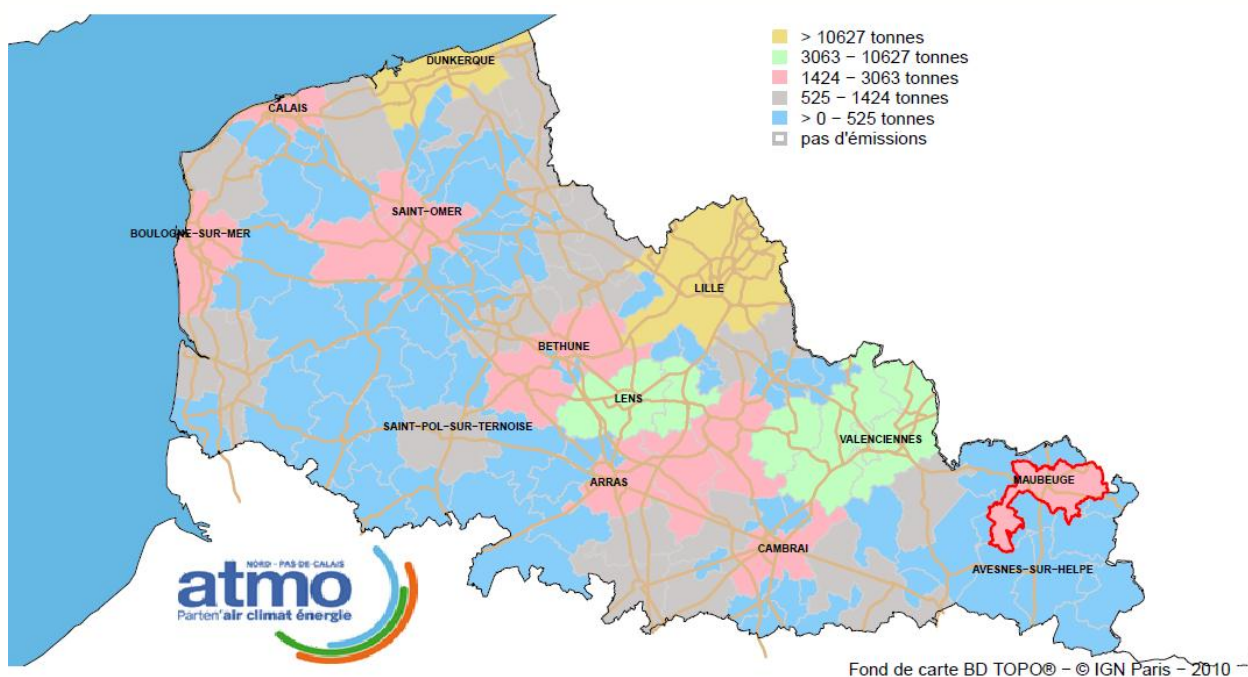 DUNKERQUE
> 10627 tonnes
3063 – 10627 tonnes
1424 – 3063 tonnes
525 – 1424 tonnes
> 0 – 525 tonnes
pas d'émissions
CALAIS
SAINT-OMER
BOULOGNE-SUR-MER
LILLE
BETHUNE
LENS
SAINT-POL-SUR-TERNOISE
VALENCIENNES
ARRAS
MAUBEUGE
CAMBRAI
AVESNES-SUR-HELPE
NORD - PAS-DE-CALAIS
atmo
Parten'air climat énergie
Fond de carte BD TOPO® – © IGN Paris – 2010